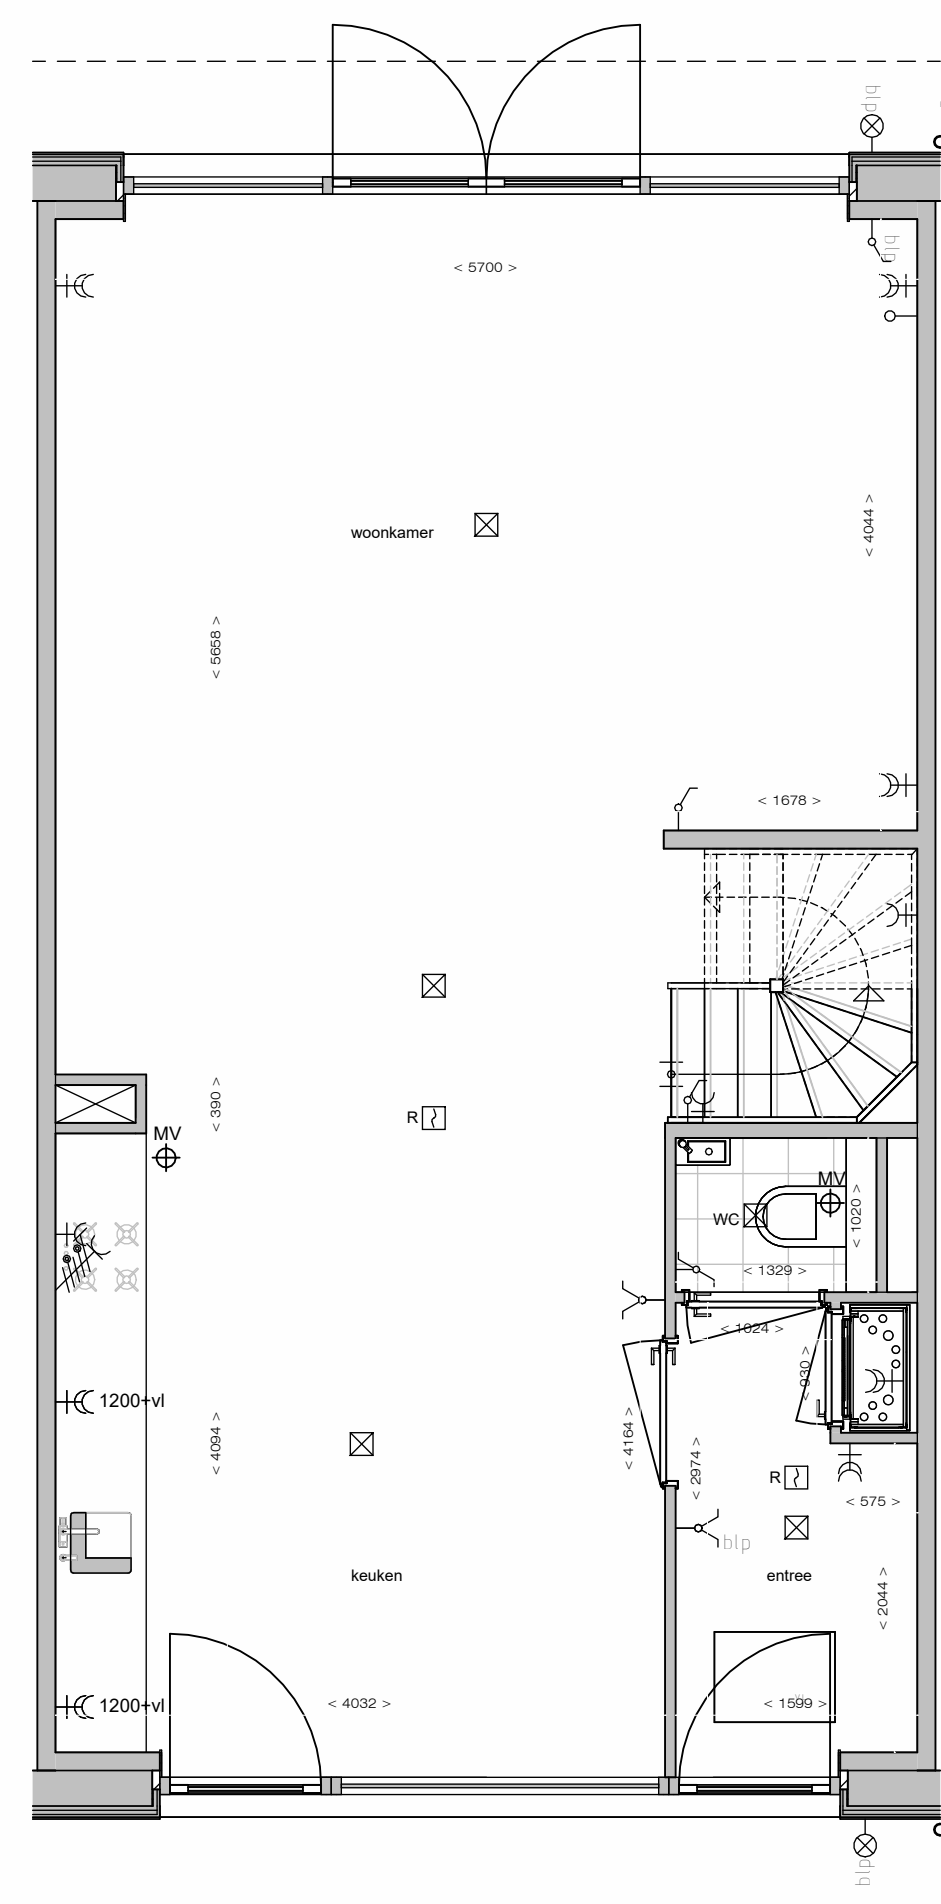 blp
blp
< 5700 >
< 4044 >
woonkamer
< 5658 >
< 1678 >
< 390 >
R
MV
MV
WC
< 1020 >
< 1329 >
< 1024 >
< 930 >
1200+vl
< 4094 >
< 4164 >
< 2974 >
R
< 575 >
blp
keuken
entree
< 2044 >
1200+vl
< 4032 >
< 1599 >
blp